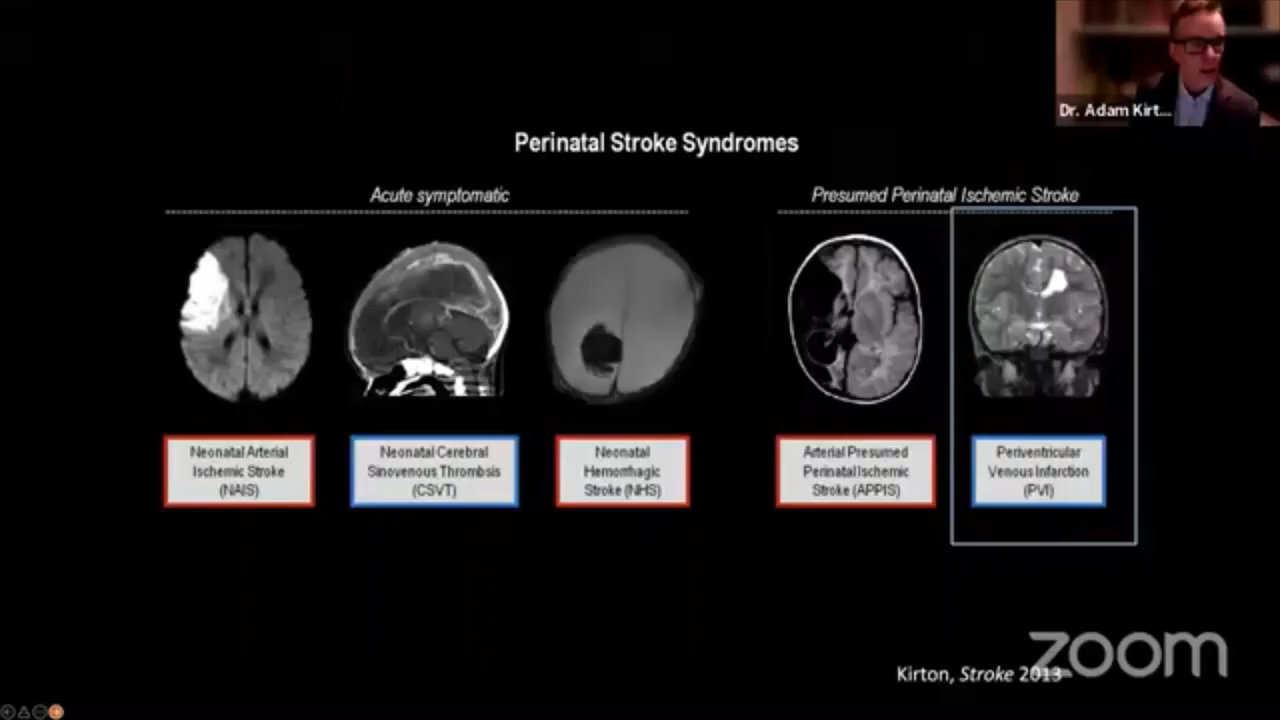 Dr. Adam Kirt...
Perinatal Stroke Syndromes
Acute symptomatic
Presumed Perinatal Ischemic Stroke
Neonatal Arterial
Ischemic Stroke
(NAIS)
Neonatal Cerebral
Sinovenous Thrombsis
(CSVT)
Neonatal
Hemorrhagic
Stroke (NHS)
Arterial Presumed
Perinatal Ischemic
Stroke (APPIS)
Periventricular
Venous Infarction
(PVI)
zoom
Kirton, Stroke 2013